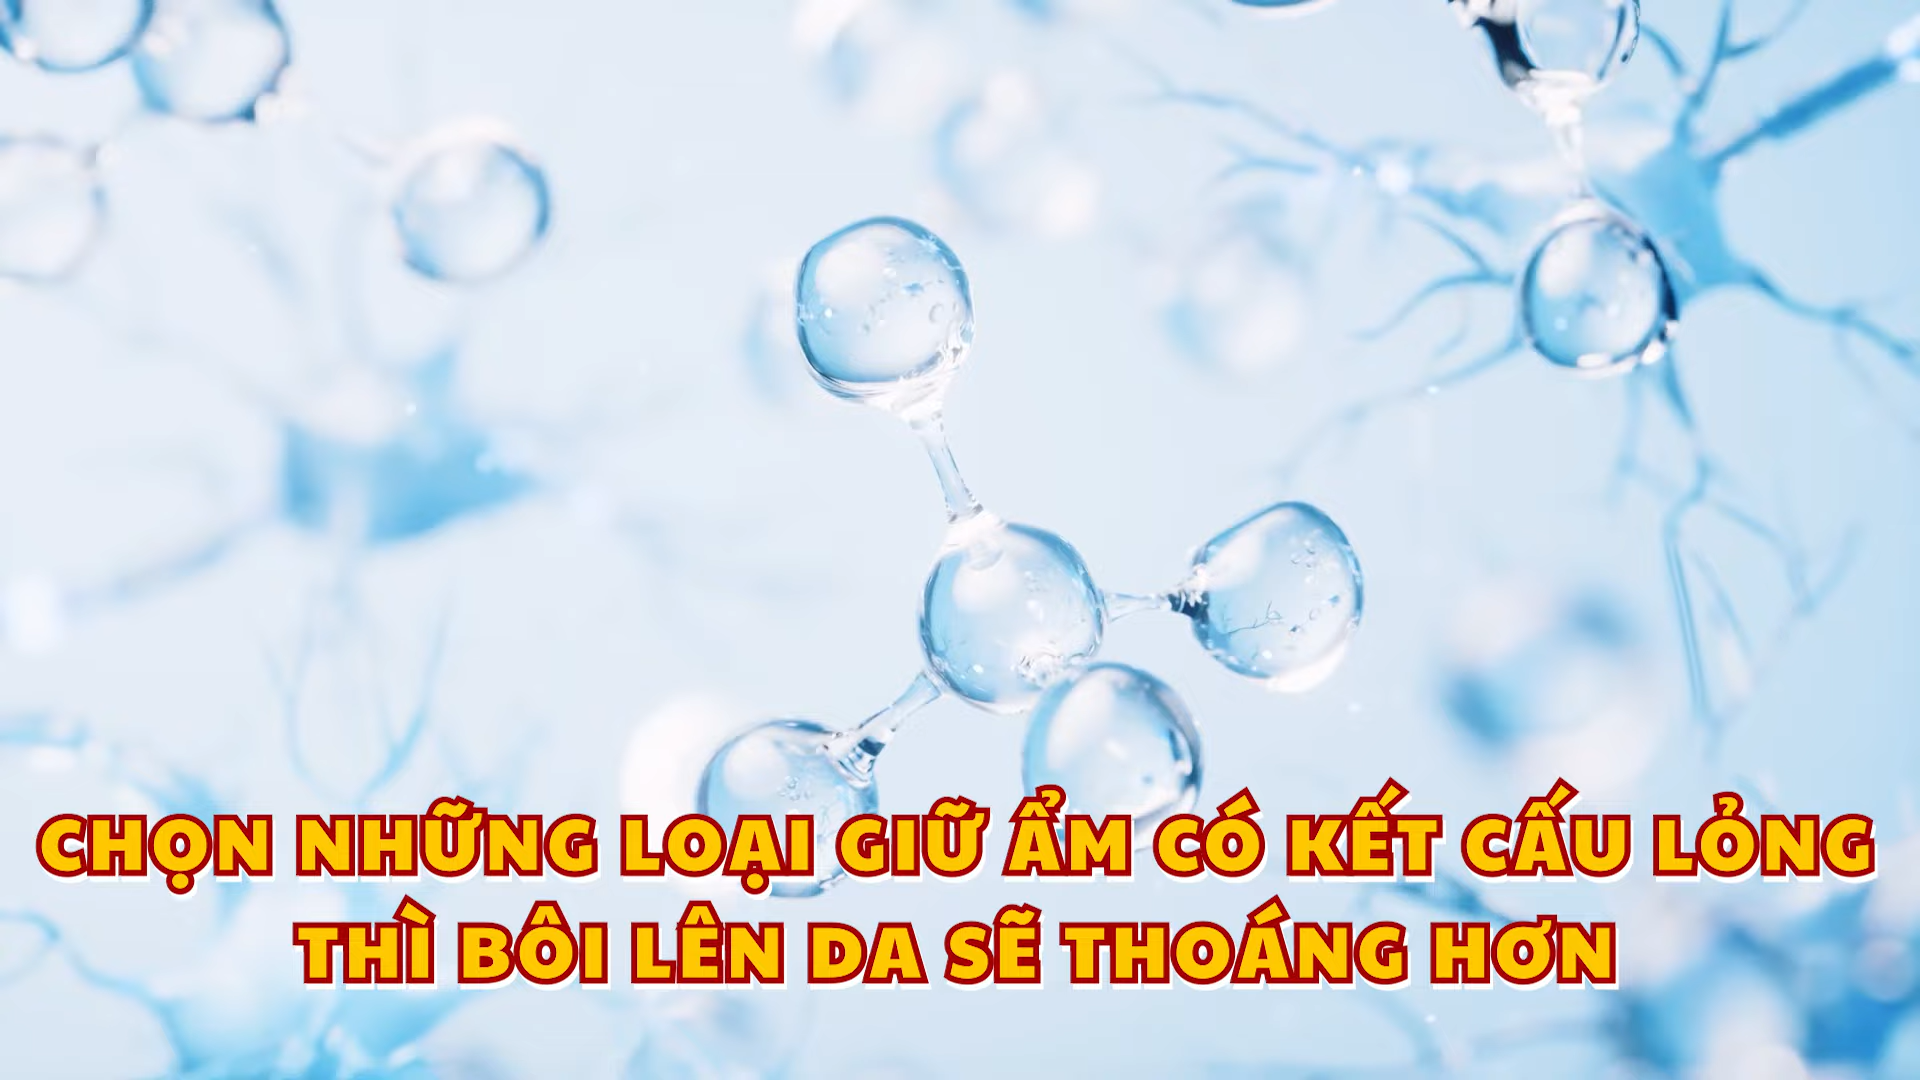 CHỌN NHỮNG LOẠI GIỮ ẨM CÓ KẾT CẤU LỎNG
THÌ BÔI LÊN DA SẼ THOÁNG HƠN